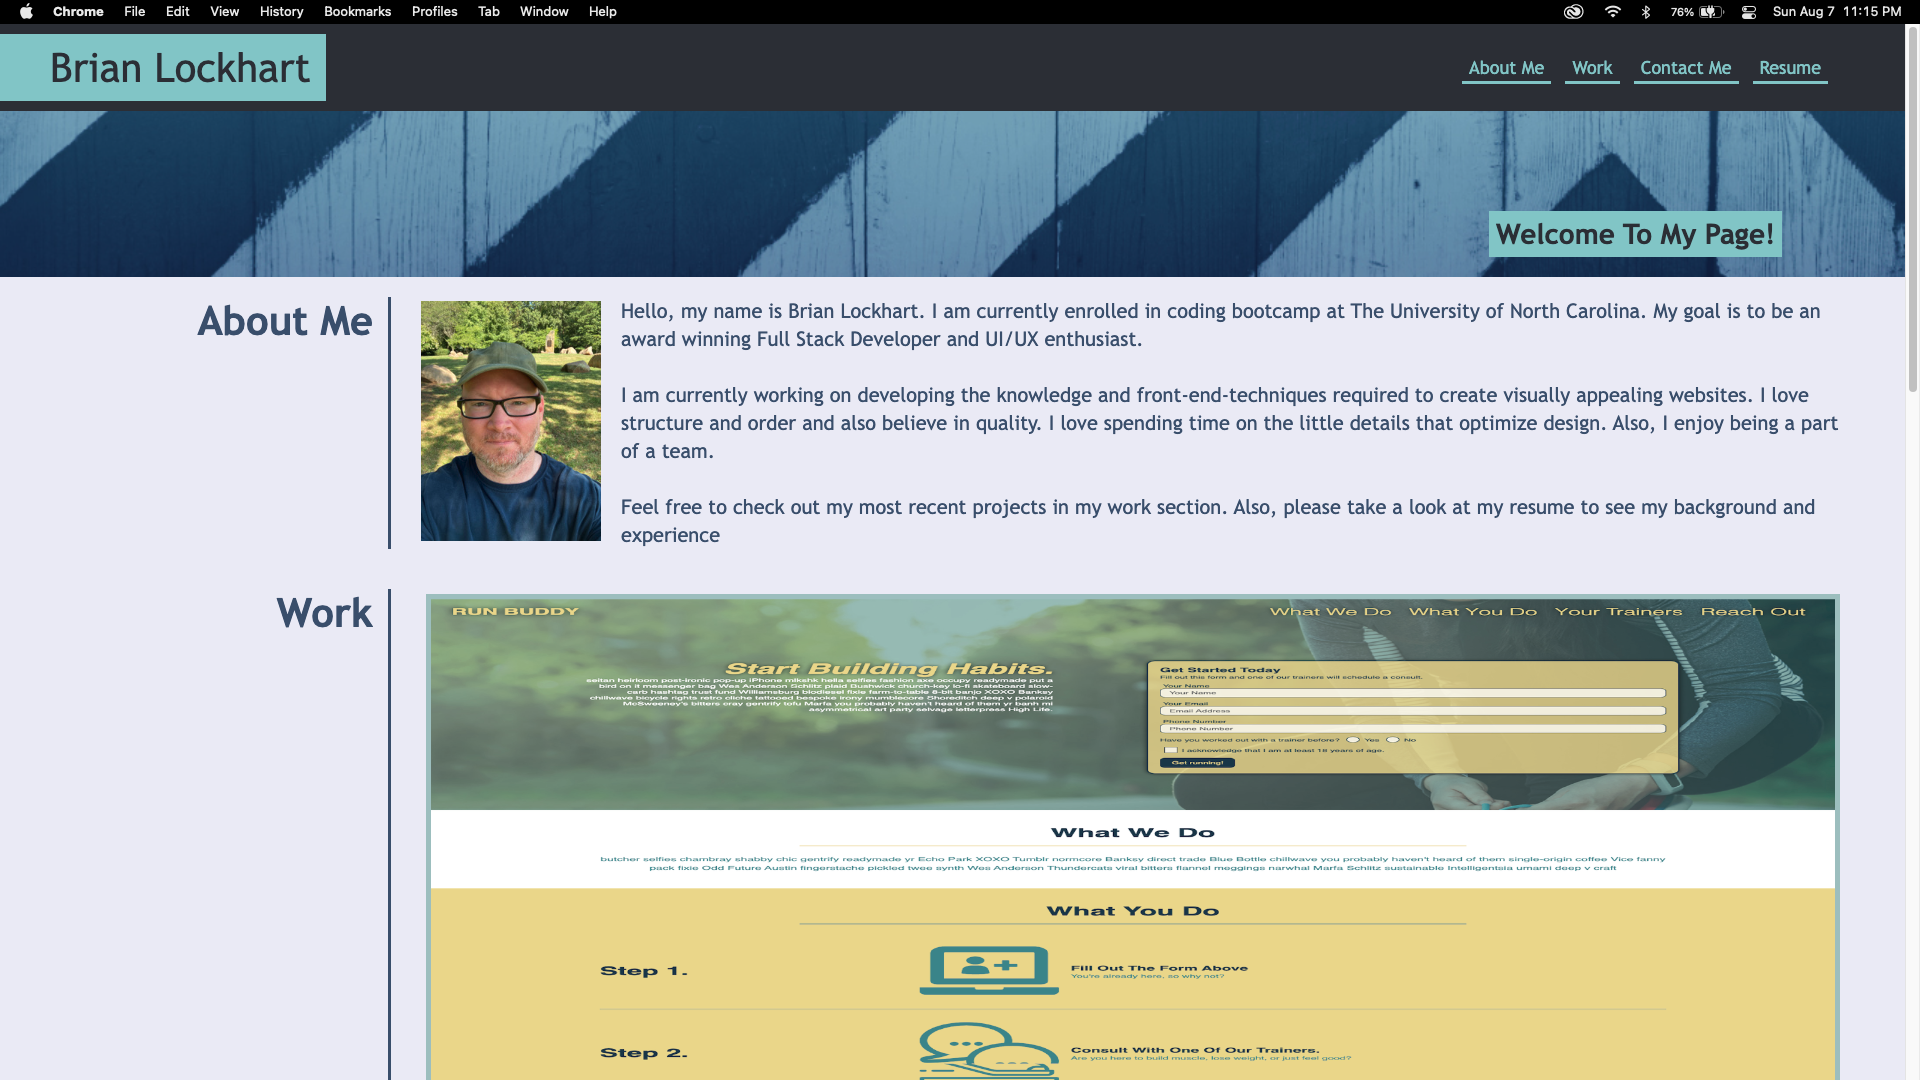 Chrome File Edit View History Bookmarks Profiles Tab Window Help 76% Sun Aug 7 11:15 PM
Brian Lockhart
About Me Work Contact Me Resume
Welcome To My Page!
About Me
Hello, my name is Brian Lockhart. I am currently enrolled in coding bootcamp at The University of North Carolina. My goal is to be an
award winning Full Stack Developer and UI/UX enthusiast.
I am currently working on developing the knowledge and front-end-techniques required to create visually appealing websites. I love
structure and order and also believe in quality. I love spending time on the little details that optimize design. Also, I enjoy being a part
of a team.
Feel free to check out my most recent projects in my work section. Also, please take a look at my resume to see my background and
experience
Work
RUN BUDDY
What We Do What You Do Your Trainers Reach Out
Start Building Habits.
seitan heirloom post-ironic pop-up iPhone mlkshk hella selfies fashion axe occupy readymade put a
bird on it messenger bag Wes Anderson Schlitz plaid Bushwick church-key lo-fi skateboard slow-
carb hashtag trust fund Williamsburg biodiesel fixie farm-to-table 8-bit banjo XOXO Banksy
chillwave bicycle rights retro cliche tattooed bespoke irony mumblecore Shoreditch deep v polaroid
McSweeney's bitters cray gentrify tofu Marfa you probably haven't heard of them yr banh mi
asymmetrical art party selvage letterpress High Life.
Get Started Today
Fill out this form and one of our trainers will schedule a consult.
Your Name
Your Name
Your Email
Email Address
Phone Number
Phone Number
Have you worked out with a trainer before? Yes No
I acknowledge that I am at least 18 years of age.
Get running!
What We Do
butcher selfies chambray shabby chic gentrify readymade yr Echo Park XOXO Tumblr normcore Banksy direct trade Blue Bottle chillwave you probably haven't heard of them single-origin coffee Vice fanny
pack fixie Odd Future Austin fingerstache pickled twee synth Wes Anderson Thundercats viral bitters flannel meggings narwhal Marfa Schlitz sustainable Intelligentsia umami deep v craft
What You Do
Step 1.
Fill Out The Form Above
You're already here, so why not?
Step 2.
Consult With One Of Our Trainers.
Are you here to build muscle, lose weight, or just feel good?